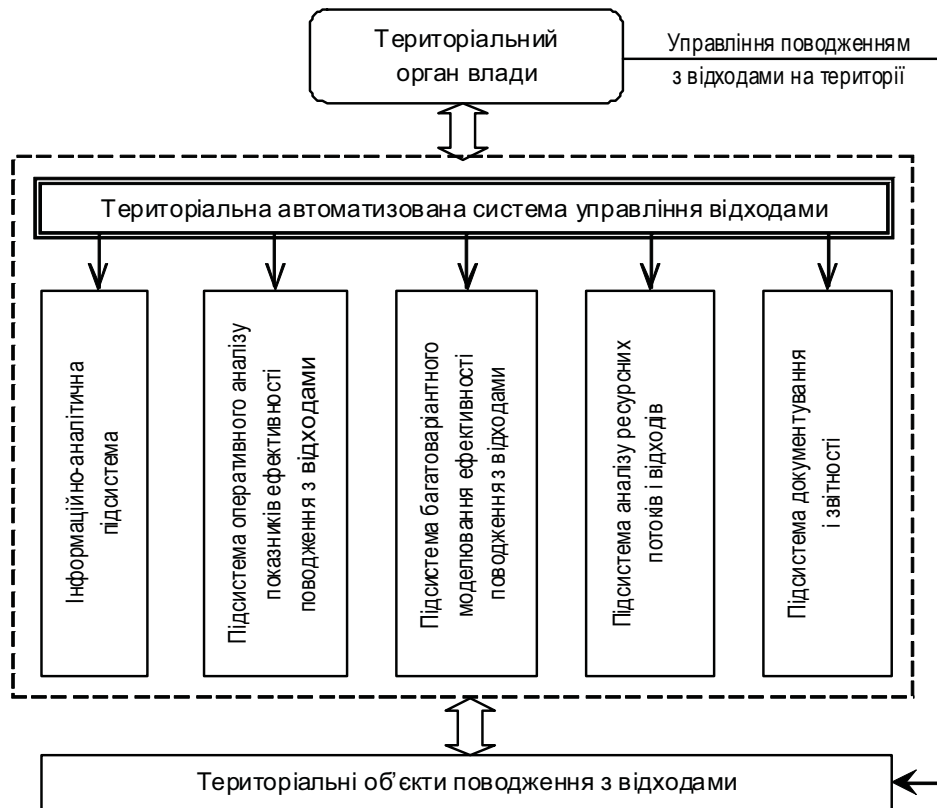 Територіальний
орган влади
Управління поводженням
з відходами на території
Територіальна автоматизована система управління відходами
Інформаційно-аналітична
підсистема
Підсистема оперативного аналізу
показників ефективності
поводження з відходами
Підсистема багатоваріантного
моделювання ефективності
поводження з відходами
Підсистема аналізу ресурсних
потоків і відходів
Підсистема документування
і звітності
Територіальні об’єкти поводження з відходами